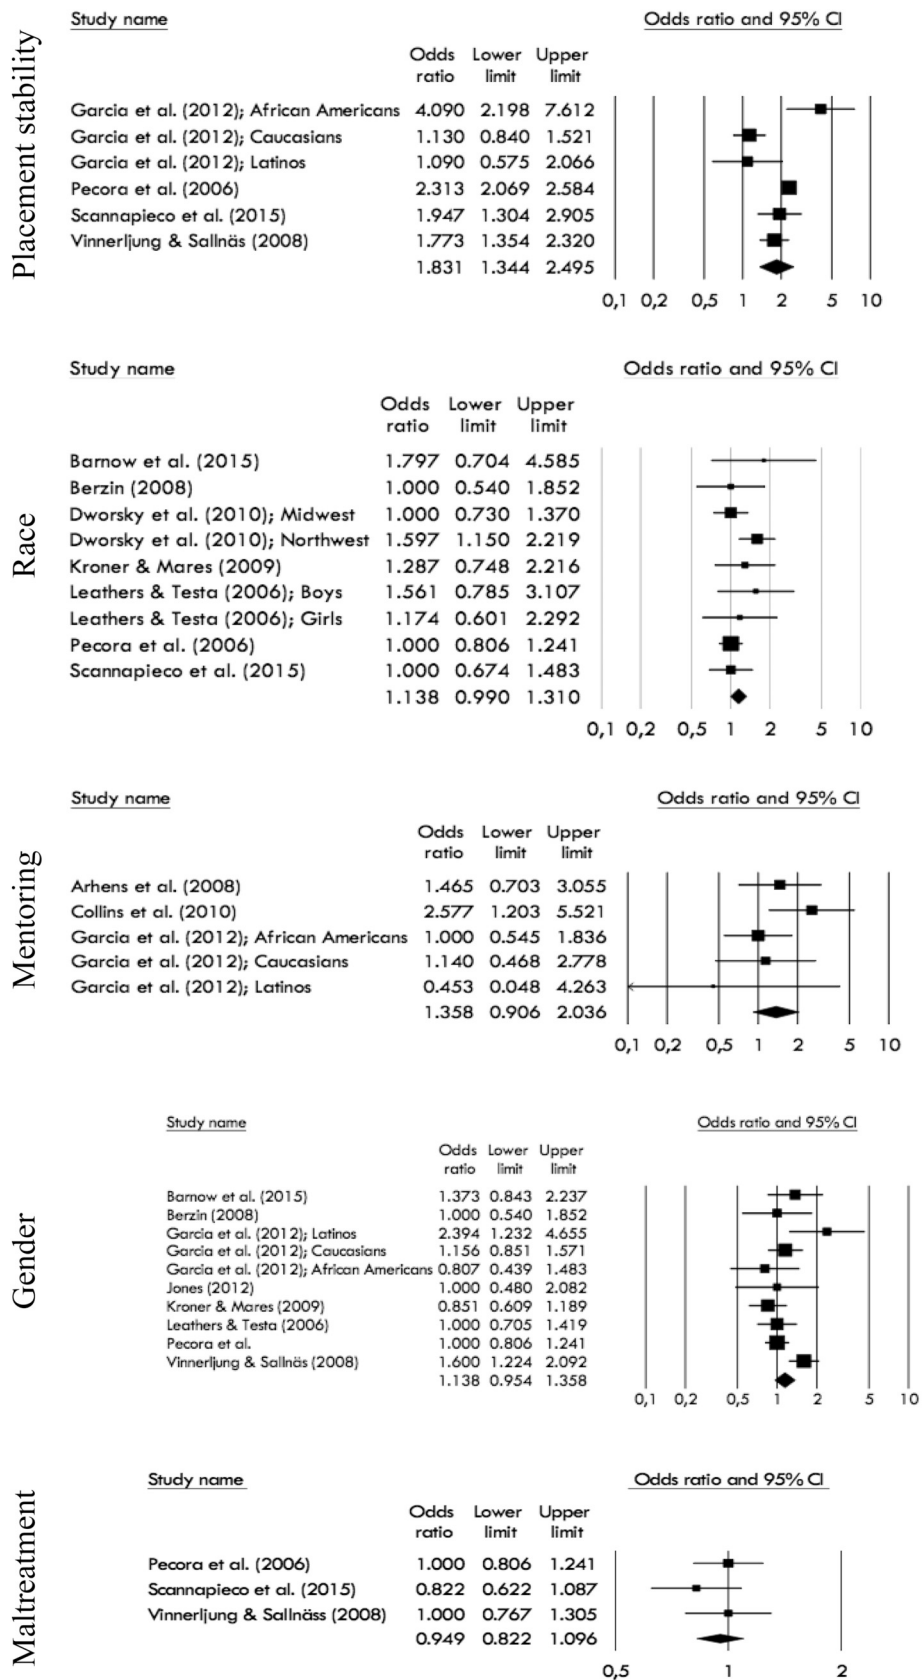 Placement stability
Study name Odds ratio and 95% CI
Odds Lower Upper
ratio limit limit
Garcia et al. (2012); African Americans 4.090 2.198 7.612
Garcia et al. (2012); Caucasians 1.130 0.840 1.521
Garcia et al. (2012); Latinos 1.090 0.575 2.066
Pecora et al. (2006) 2.313 2.069 2.584
Scannapieco et al. (2015) 1.947 1.304 2.905
Vinnerljung & Sallnäs (2008) 1.773 1.354 2.320
1.831 1.344 2.495
0,1 0,2 0,5 1 2 5 10
Race
Study name Odds ratio and 95% CI
Odds Lower Upper
ratio limit limit
Barnow et al. (2015) 1.797 0.704 4.585
Berzin (2008) 1.000 0.540 1.852
Dworsky et al. (2010); Midwest 1.000 0.730 1.370
Dworsky et al. (2010); Northwest 1.597 1.150 2.219
Kroner & Mares (2009) 1.287 0.748 2.216
Leathers & Testa (2006); Boys 1.561 0.785 3.107
Leathers & Testa (2006); Girls 1.174 0.601 2.292
Pecora et al. (2006) 1.000 0.806 1.241
Scannapieco et al. (2015) 1.000 0.674 1.483
1.138 0.990 1.310
0,1 0,2 0,5 1 2 5 10
Mentoring
Study name Odds ratio and 95% CI
Odds Lower Upper
ratio limit limit
Arhens et al. (2008) 1.465 0.703 3.055
Collins et al. (2010) 2.577 1.203 5.521
Garcia et al. (2012); African Americans 1.000 0.545 1.836
Garcia et al. (2012); Caucasians 1.140 0.468 2.778
Garcia et al. (2012); Latinos 0.453 0.048 4.263
1.358 0.906 2.036
0,1 0,2 0,5 1 2 5 10
Gender
Study name Odds ratio and 95% CI
Odds Lower Upper
ratio limit limit
Barnow et al. (2015) 1.373 0.843 2.237
Berzin (2008) 1.000 0.540 1.852
Garcia et al. (2012); Latinos 2.394 1.232 4.655
Garcia et al. (2012); Caucasians 1.156 0.851 1.571
Garcia et al. (2012); African Americans 0.807 0.439 1.483
Jones (2012) 1.000 0.480 2.082
Kroner & Mares (2009) 0.851 0.609 1.189
Leathers & Testa (2006) 1.000 0.705 1.419
Pecora et al. 1.000 0.806 1.241
Vinnerljung & Sallnäs (2008) 1.600 1.224 2.092
1.138 0.954 1.358
0,1 0,2 0,5 1 2 5 10
Maltreatment
Study name Odds ratio and 95% CI
Odds Lower Upper
ratio limit limit
Pecora et al. (2006) 1.000 0.806 1.241
Scannapieco et al. (2015) 0.822 0.622 1.087
Vinnerljung & Sallnäss (2008) 1.000 0.767 1.305
0.949 0.822 1.096
0,5 1 2